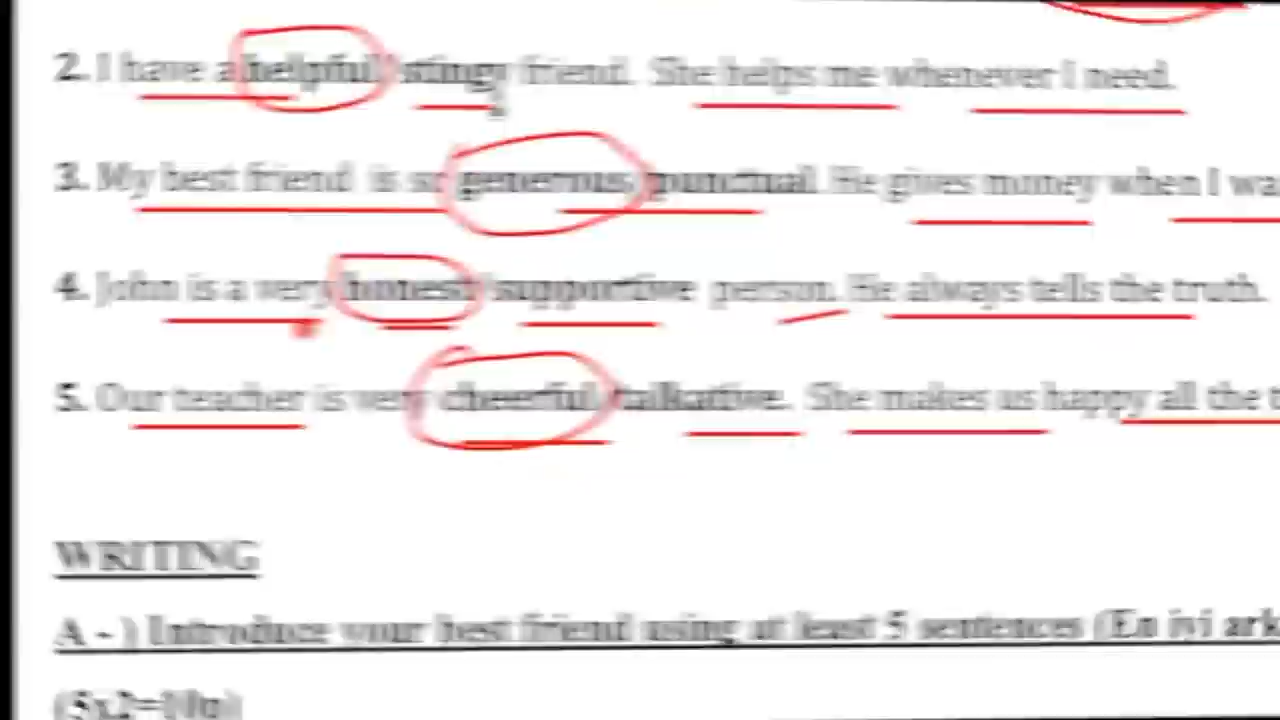 2. I have a helpful / stingy friend. She helps me whenever I need.
3. My best friend is so generous / punctual. He gives money when I wa
4. John is a very honest / supportive person. He always tells the truth.
5. Our teacher is very cheerful / talkative. She makes us happy all the t
WRITING
A - ) Introduce your best friend using at least 5 sentences (En iyi ark
(5x2=10p)